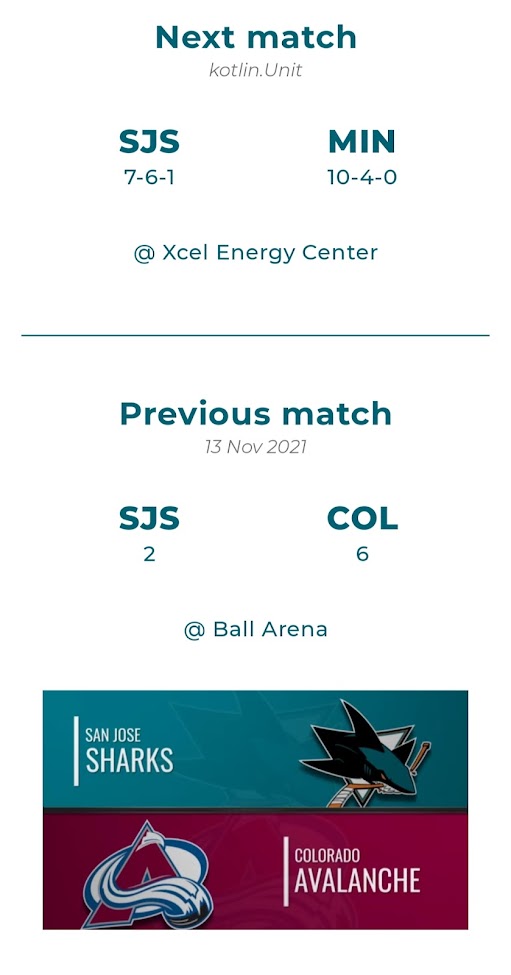 Next match
kotlin.Unit
SJS MIN
7-6-1 10-4-0
@ Xcel Energy Center
Previous match
13 Nov 2021
SJS COL
2 6
@ Ball Arena
SAN JOSE
SHARKS
COLORADO
AVALANCHE